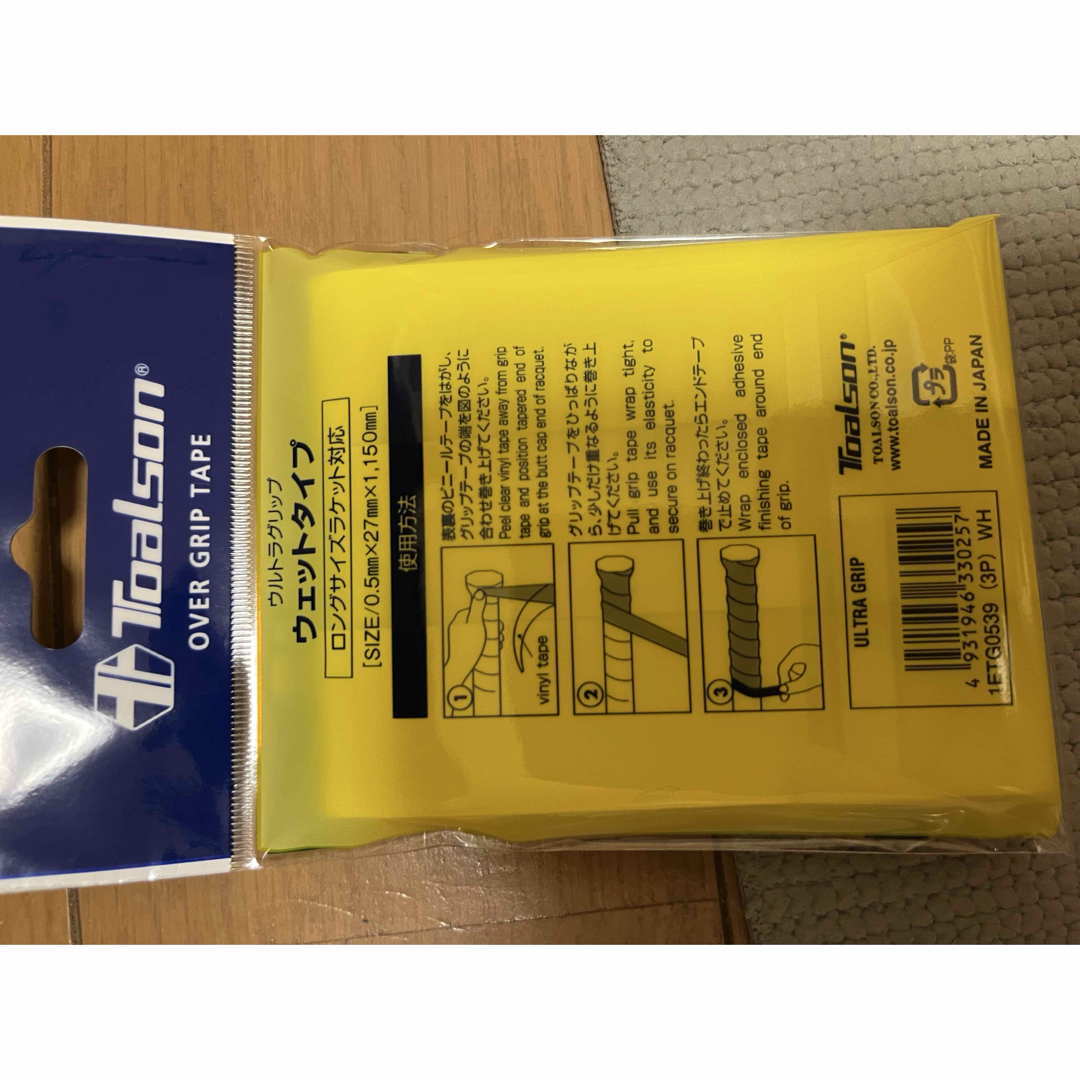 Toalson®
OVER GRIP TAPE
ウルトラグリップ
ウェットタイプ
ロングサイズラケット対応
[SIZE/0.5mm×27mm×1,150mm]
使用方法
1
vinyl tape
表裏のビニールテープをはがし、
グリップテープの端を図のように
合わせ巻き上げてください。
Peel clear vinyl tape away from grip
tape and position tapered end of
grip at the butt cap end of racquet.
2
グリップテープをひっぱりなが
ら、少しだけ重なるように巻き上
げてください。
Pull grip tape wrap tight,
and use its elasticity to
secure on racquet.
3
巻き上げ終わったらエンドテープ
で止めてください。
Wrap enclosed adhesive
finishing tape around end
of grip.
ULTRA GRIP
4 931946 330257
1ETG0539 (3P) WH
Toalson®
TOALSON CO.,LTD.
www.toalson.co.jp
プラ
袋:PP
MADE IN JAPAN